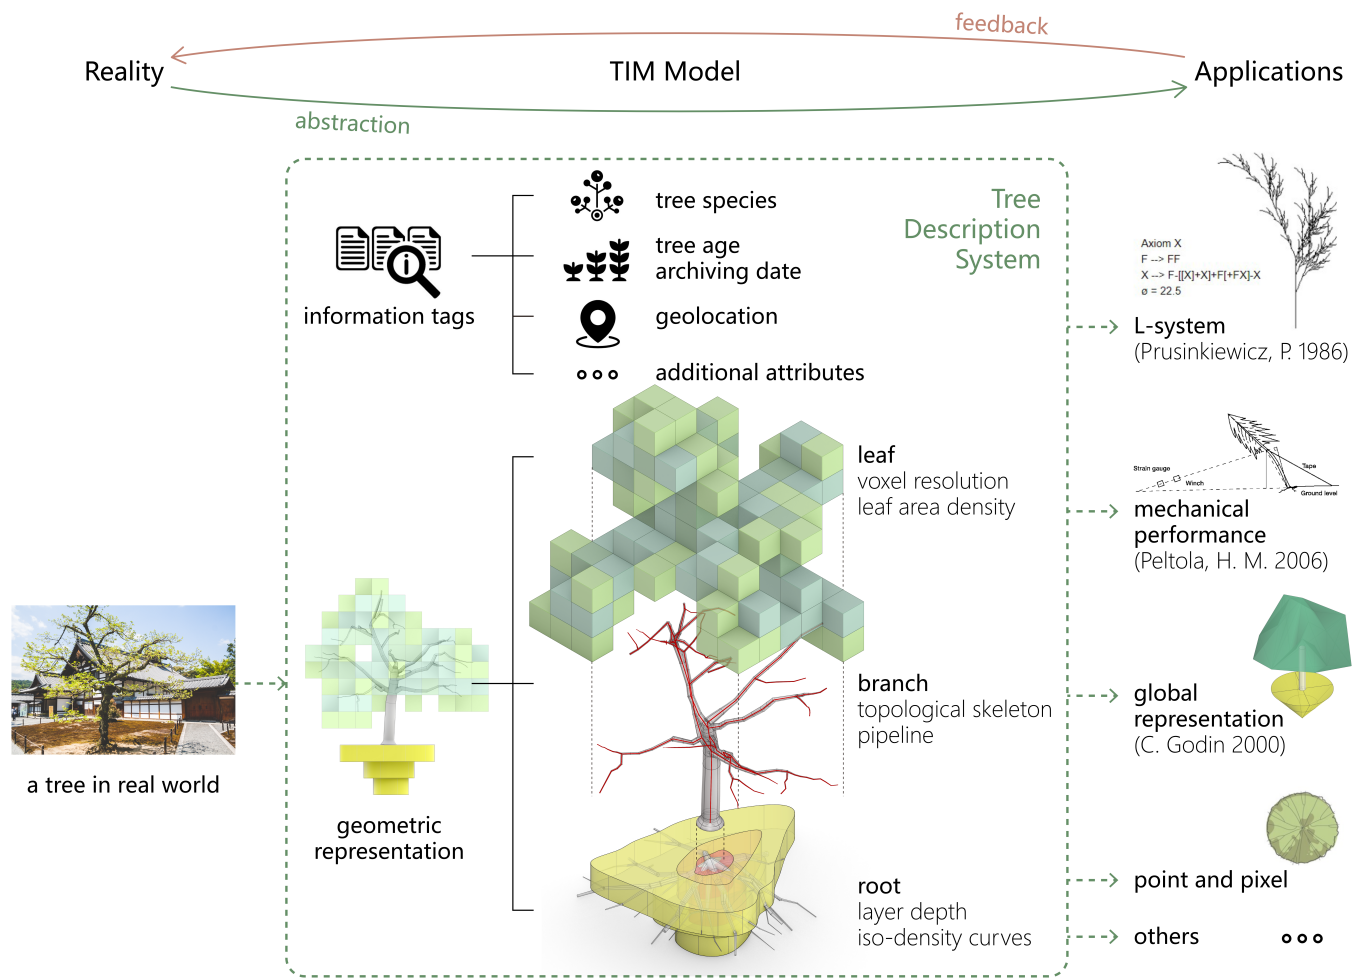 feedback
Reality
TIM Model
Applications
abstraction
Tree
Description
System
information tags
tree species
tree age
archiving date
geolocation
additional attributes
a tree in real world
geometric
representation
leaf
voxel resolution
leaf area density
branch
topological skeleton
pipeline
root
layer depth
iso-density curves
Axiom X
F --> FF
X --> F-[[X]+X]+F[+FX]-X
ø = 22.5
L-system
(Prusinkiewicz, P. 1986)
Strain gauge
Winch
Tape
Ground level
mechanical
performance
(Peltola, H. M. 2006)
global
representation
(C. Godin 2000)
point and pixel
others